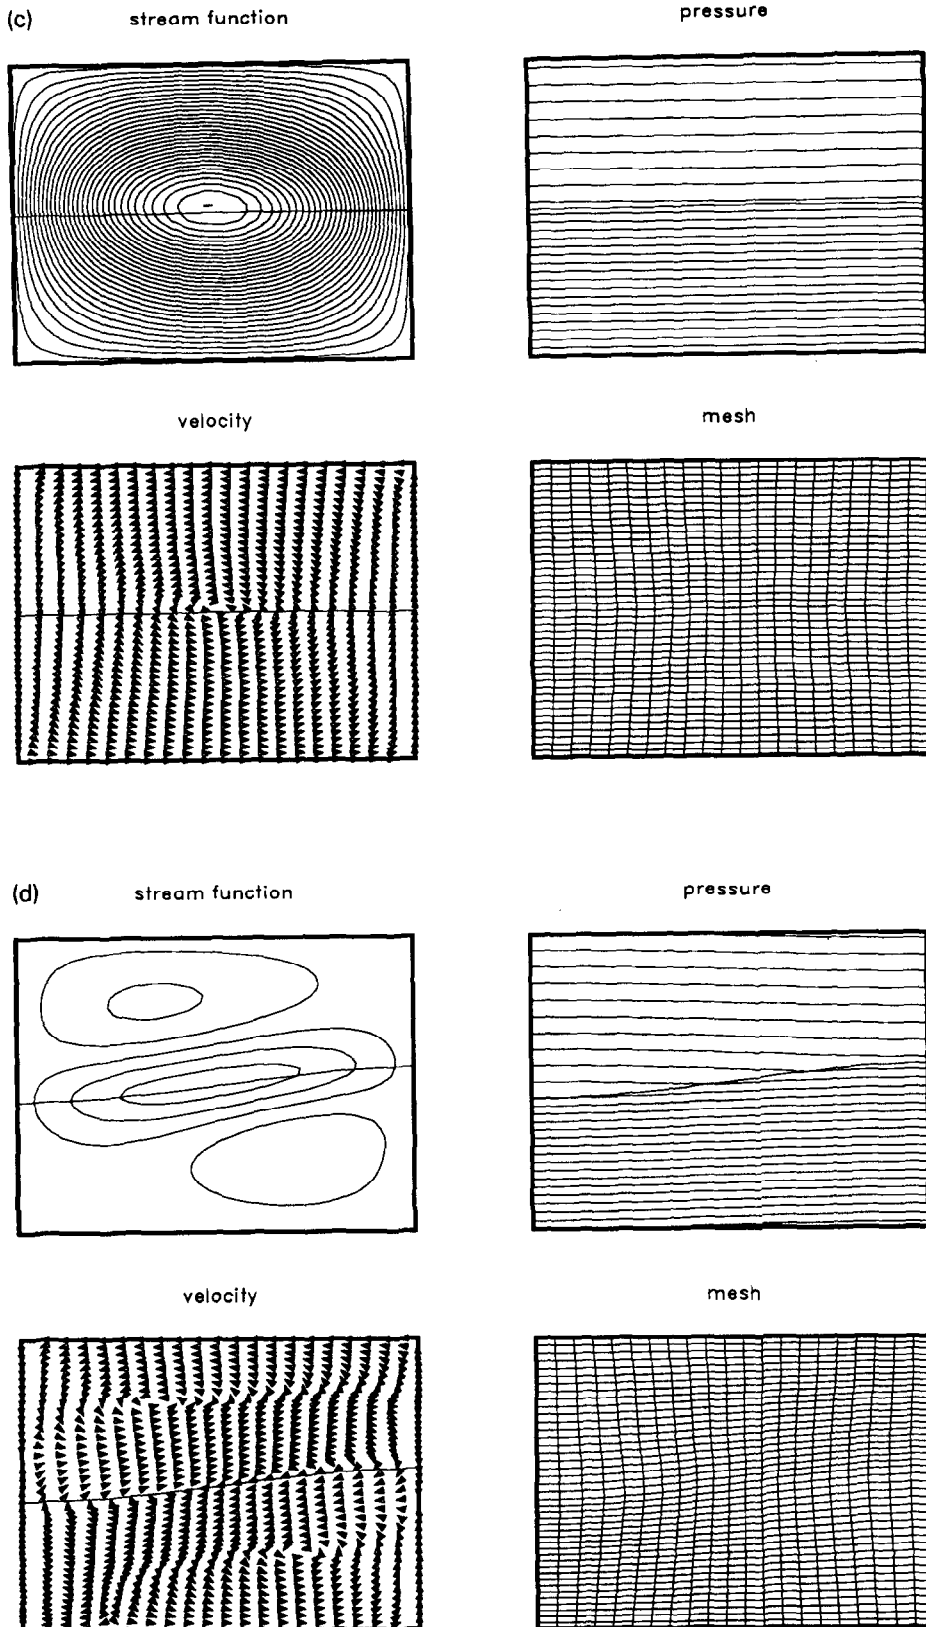 (c)
stream function
pressure
velocity
mesh
(d)
stream function
pressure
velocity
mesh